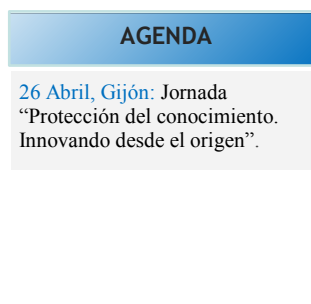 AGENDA
26 Abril, Gijón: Jornada
“Protección del conocimiento.
Innovando desde el origen”.